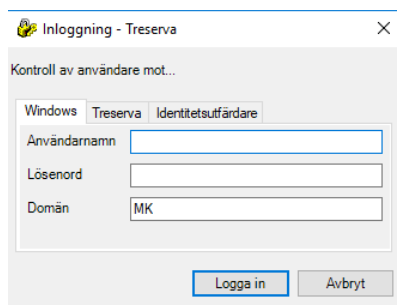 Inloggning - Treserva
Kontroll av användare mot...
Windows Treserva Identitetsutfärdare
Användarnamn
Lösenord
Domän MK
Logga in Avbryt